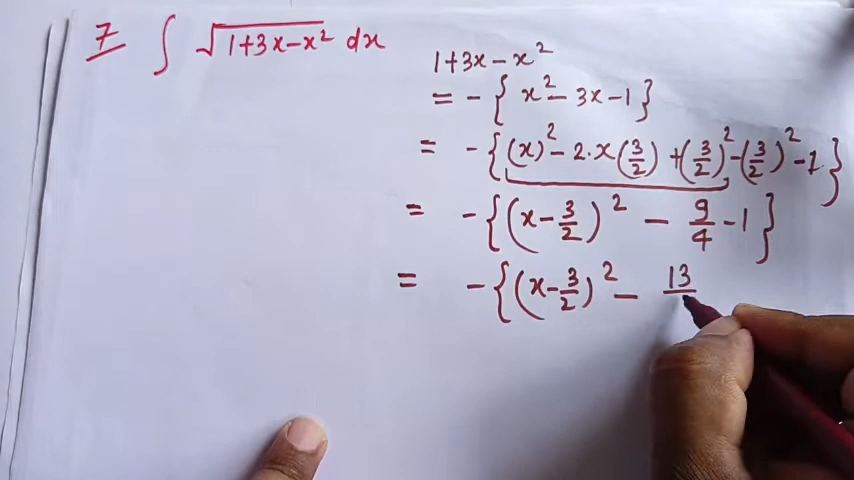 7 ∫ √(1+3x−x²) dx
1+3x−x²
= −{ x²−3x−1 }
= −{ (x)²−2·x(3/2) +(3/2)²−(3/2)²−1 }
= −{ (x−3/2)² − 9/4 −1 }
= −{ (x−3/2)² − 13/